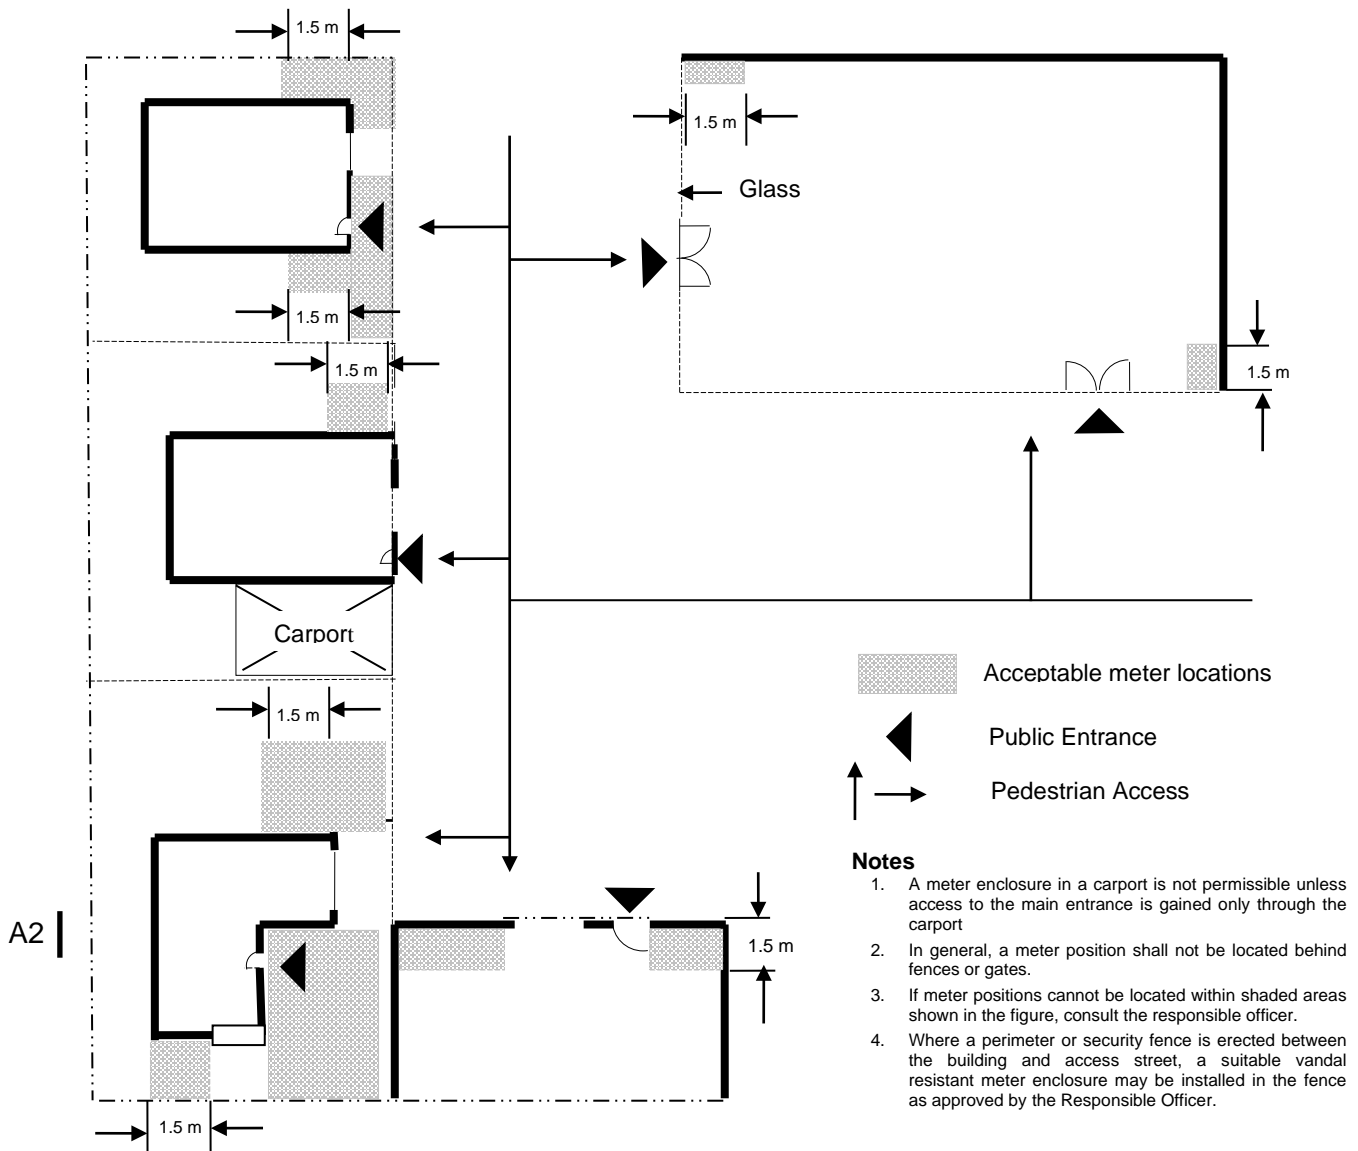 1.5 m
1.5 m
Glass
1.5 m
1.5 m
1.5 m
Carport
Acceptable meter locations
1.5 m
Public Entrance
Pedestrian Access
Notes
1. A meter enclosure in a carport is not permissible unless
access to the main entrance is gained only through the
carport
A2
1.5 m
2. In general, a meter position shall not be located behind
fences or gates.
3. If meter positions cannot be located within shaded areas
shown in the figure, consult the responsible officer.
4. Where a perimeter or security fence is erected between
the building and access street, a suitable vandal
resistant meter enclosure may be installed in the fence
as approved by the Responsible Officer.
1.5 m